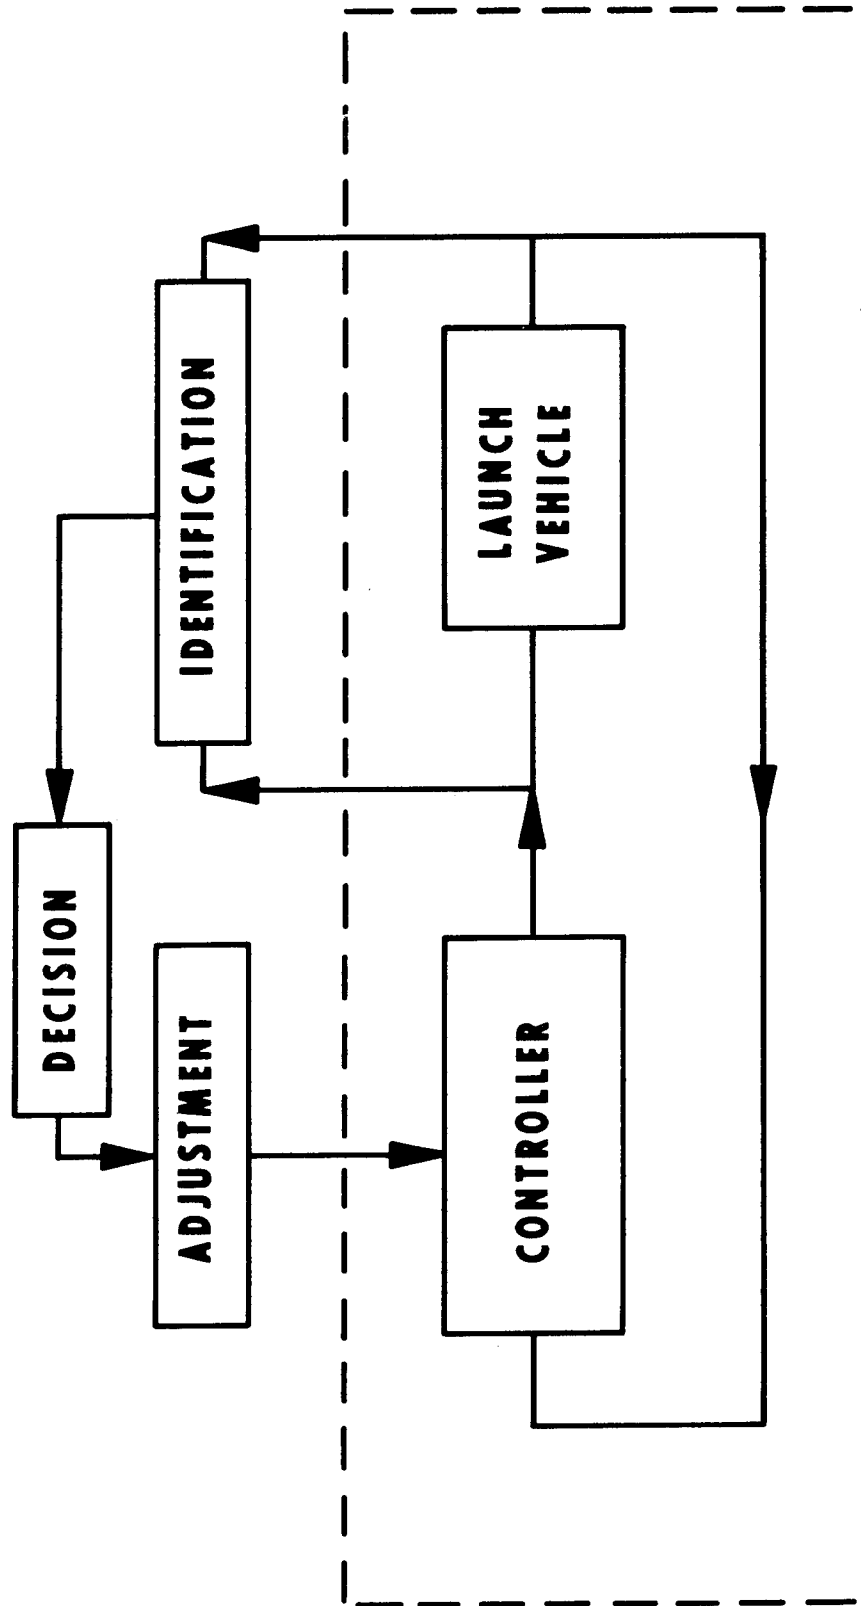 DECISION
ADJUSTMENT
IDENTIFICATION
CONTROLLER
LAUNCH
VEHICLE